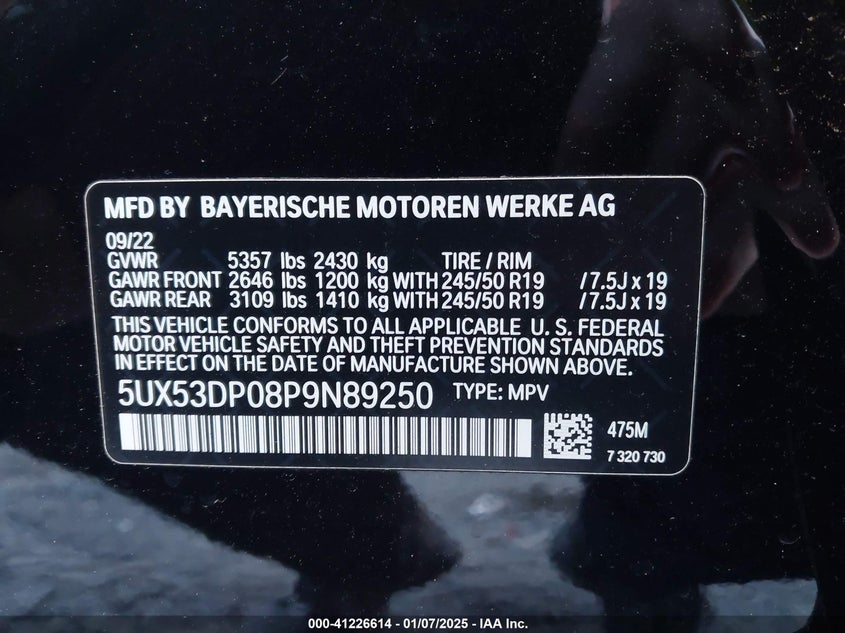 MFD BY BAYERISCHE MOTOREN WERKE AG
09/22
GVWR 5357 lbs 2430 kg TIRE / RIM
GAWR FRONT 2646 lbs 1200 kg WITH 245/50 R19 / 7.5J x 19
GAWR REAR 3109 lbs 1410 kg WITH 245/50 R19 / 7.5J x 19
THIS VEHICLE CONFORMS TO ALL APPLICABLE U. S. FEDERAL
MOTOR VEHICLE SAFETY AND THEFT PREVENTION STANDARDS
IN EFFECT ON THE DATE OF MANUFACTURE SHOWN ABOVE.
5UX53DP08P9N89250 TYPE: MPV
475M
7 320 730
000-41226614 - 01/07/2025 - IAA Inc.